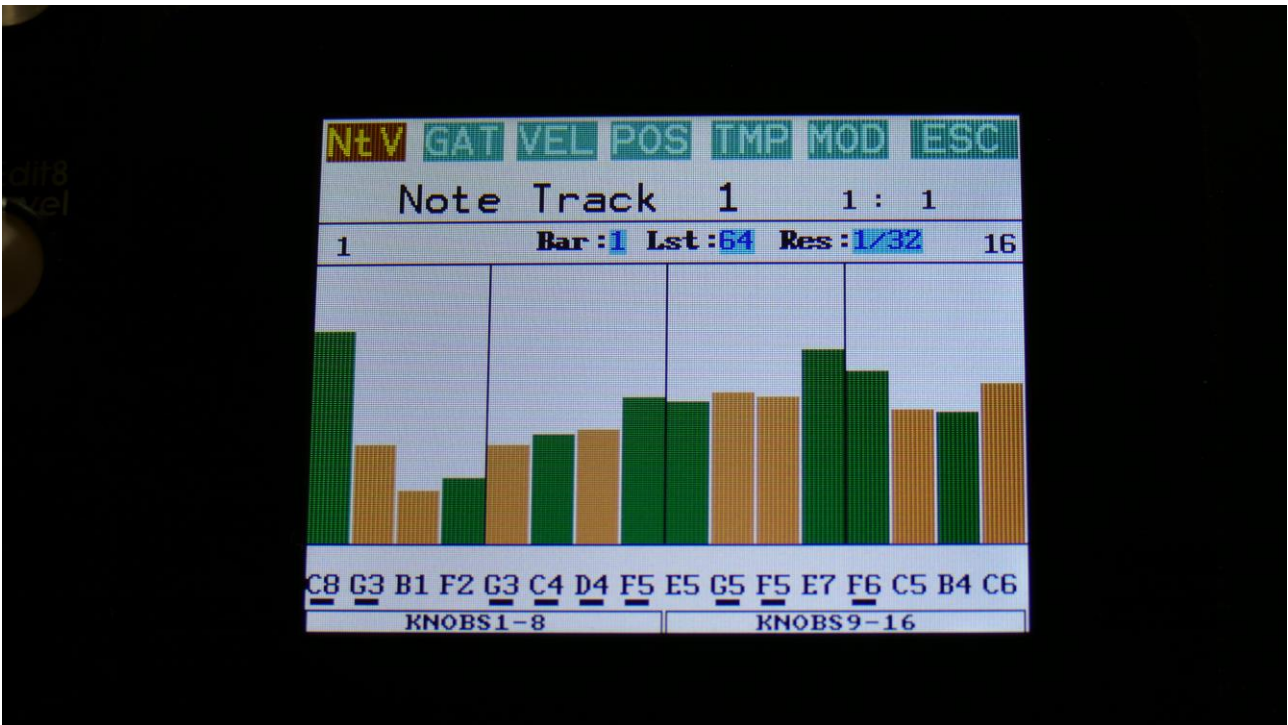 NtV GAT VEL POS TMP MOD ESC
Note Track 1 1: 1
1 Bar:1 Lst:64 Res:1/32 16
C8 G3 B1 F2 G3 C4 D4 F5 E5 G5 F5 E7 F6 C5 B4 C6
KNOBS1-8 KNOBS9-16